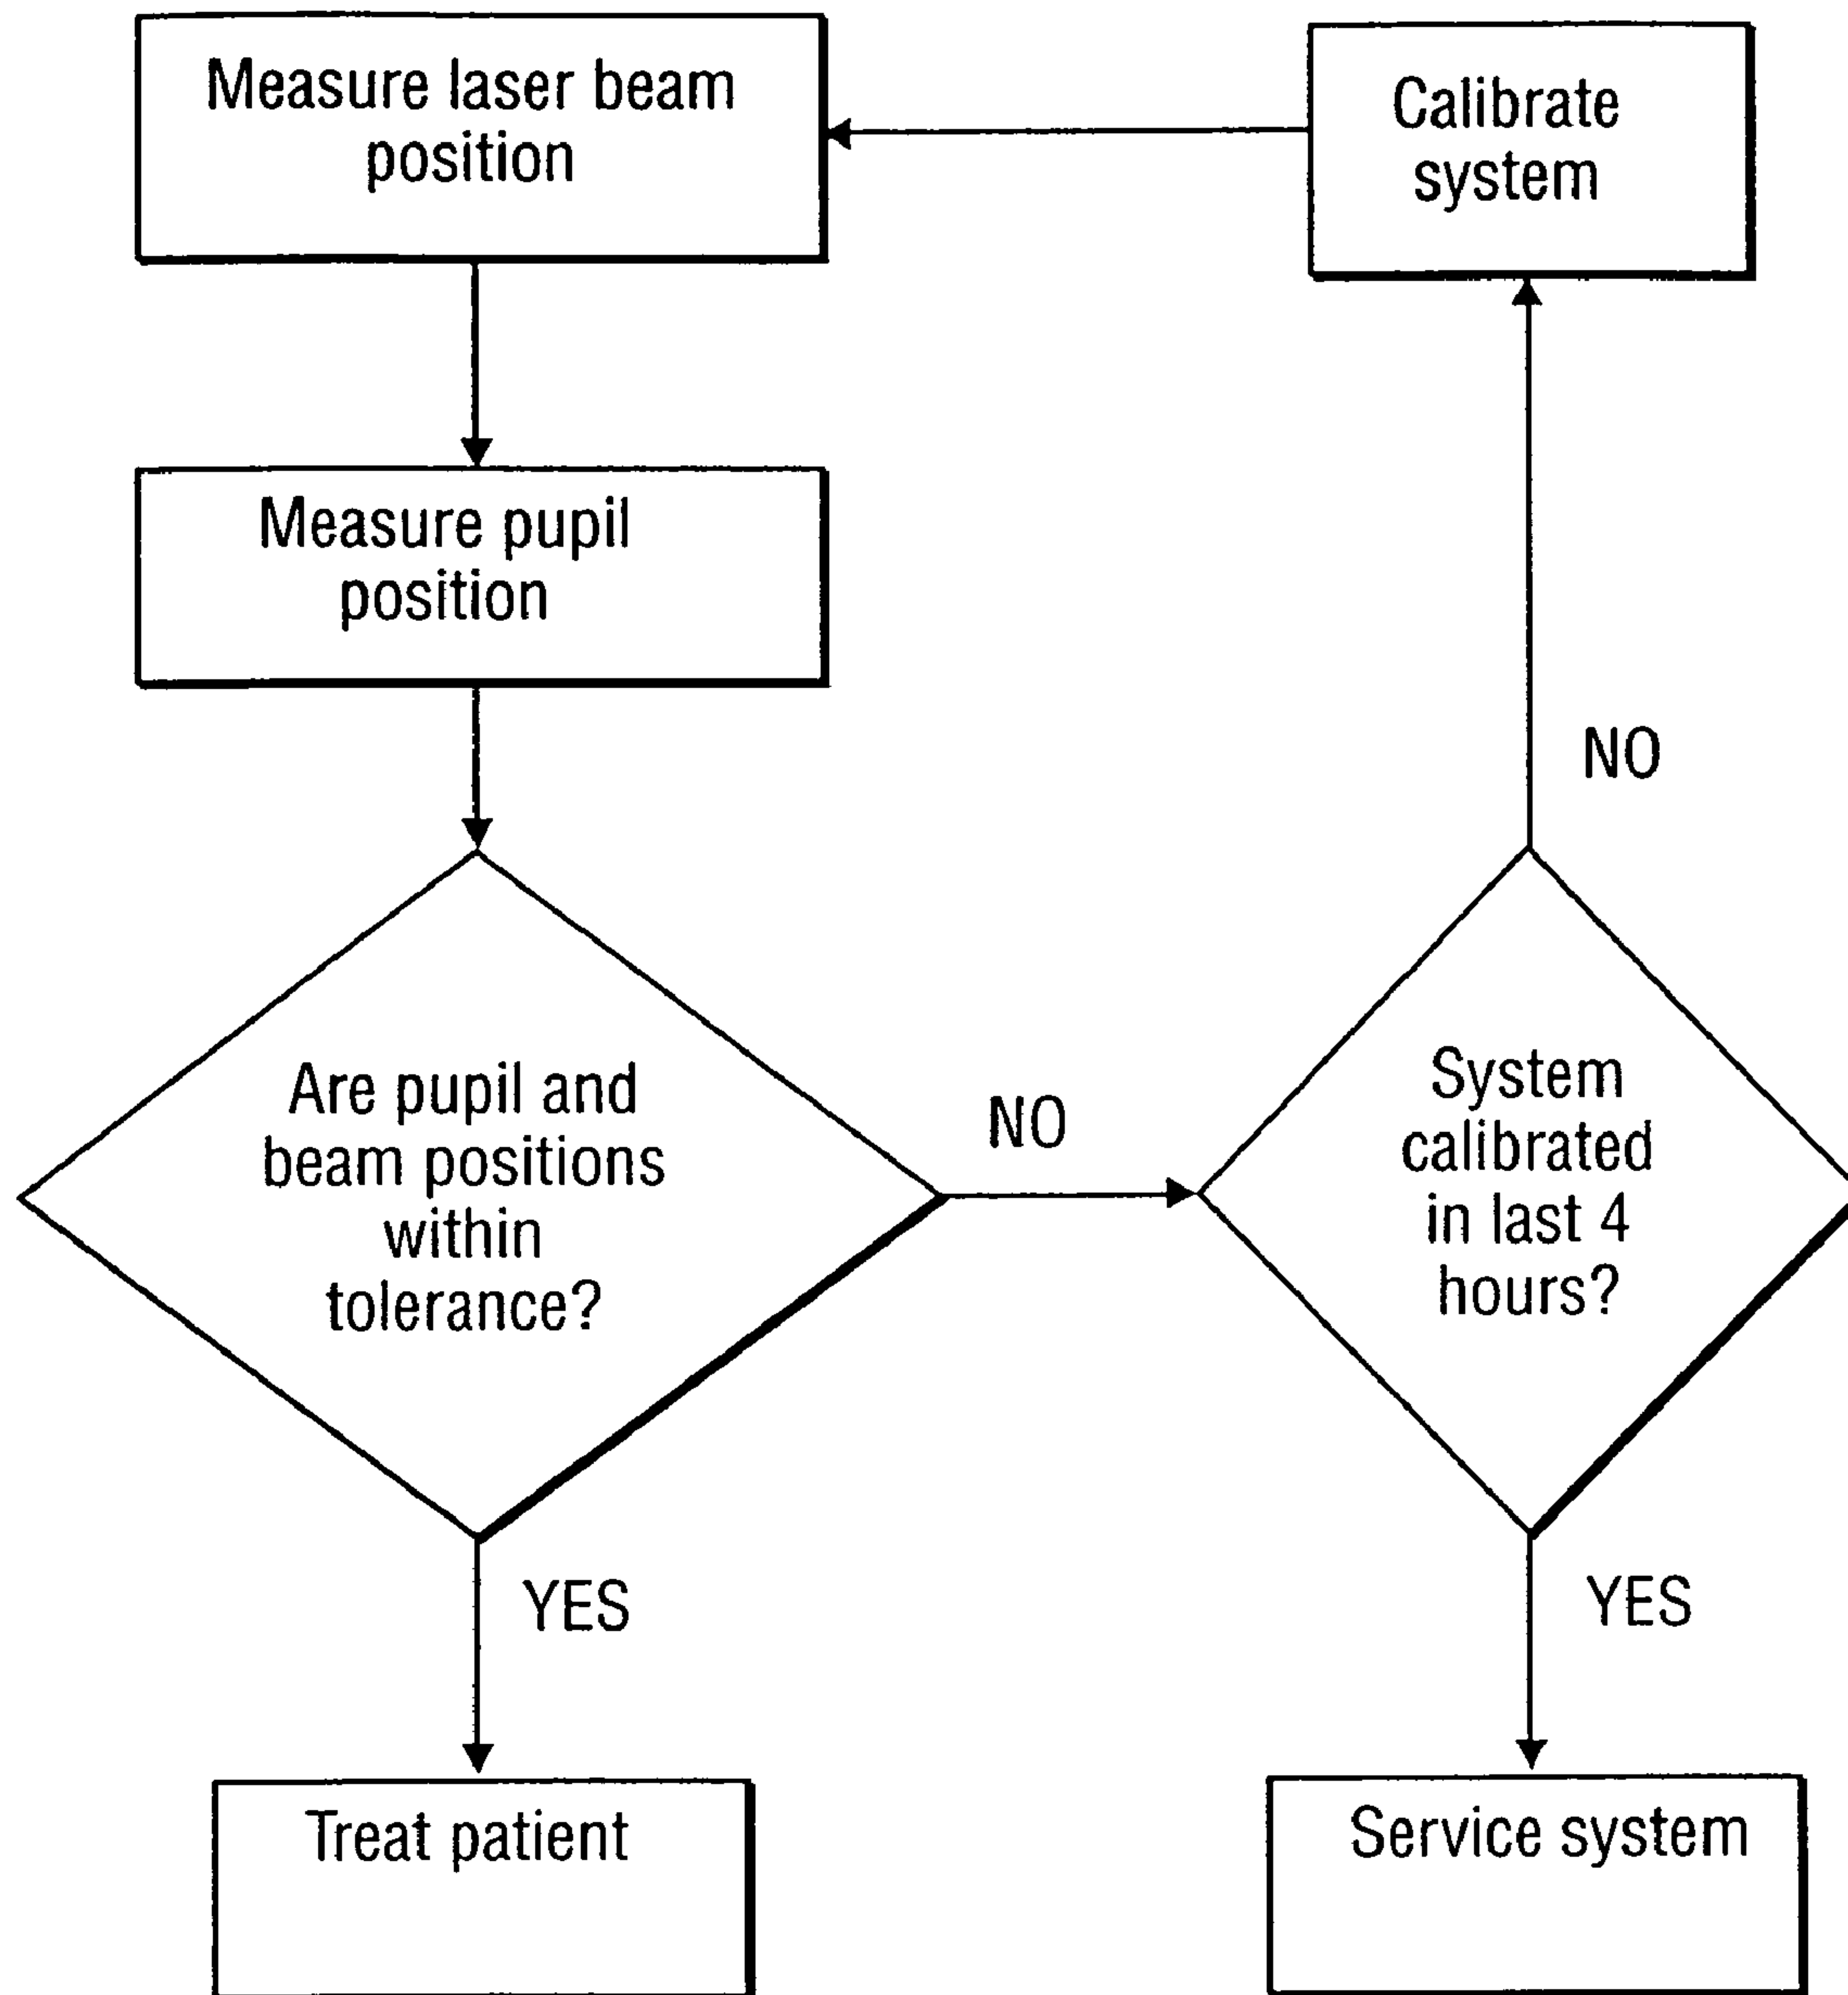 Measure laser beam
position
Calibrate
system
Measure pupil
position
NO
Are pupil and
beam positions
within
tolerance?
NO
System
calibrated
in last 4
hours?
YES
YES
Treat patient
Service system